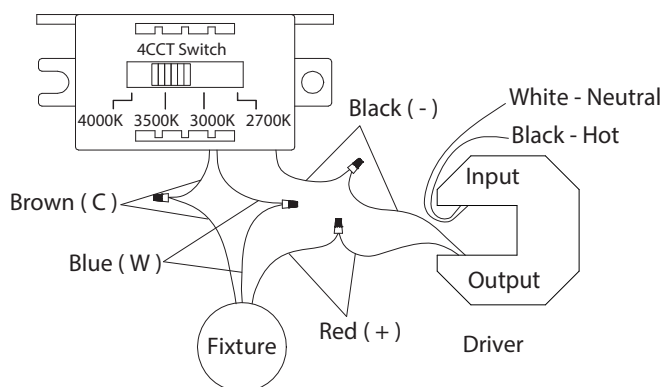 4CCT Switch
4000K 3500K 3000K 2700K
Black ( - )
White - Neutral
Black - Hot
Input
Brown ( C )
Blue ( W )
Output
Red ( + )
Fixture
Driver